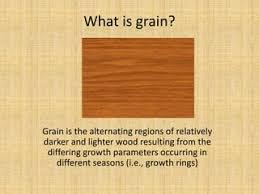 What is grain?
Grain is the alternating regions of relatively
darker and lighter wood resulting from the
differing growth parameters occurring in
different seasons (i.e., growth rings)